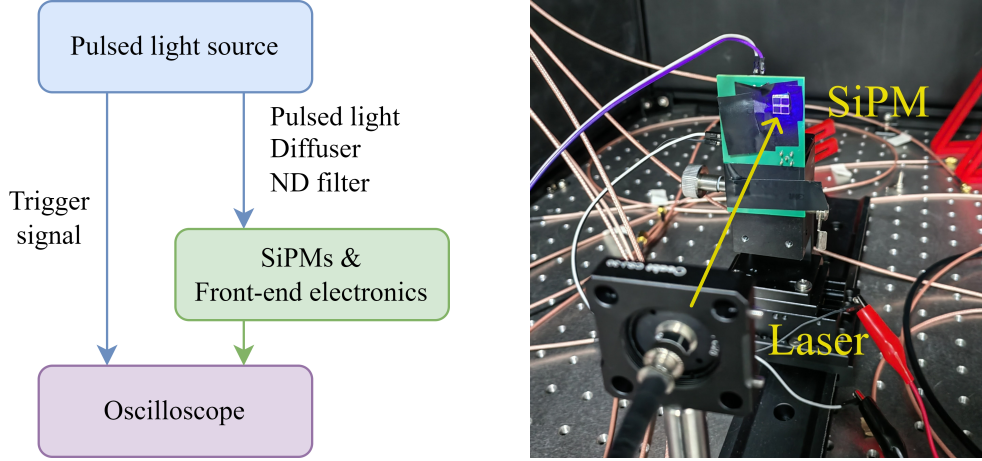 Pulsed light source
Pulsed light
Diffuser
ND filter
Trigger
signal
SiPMs &
Front-end electronics
Oscilloscope
SiPM
Laser